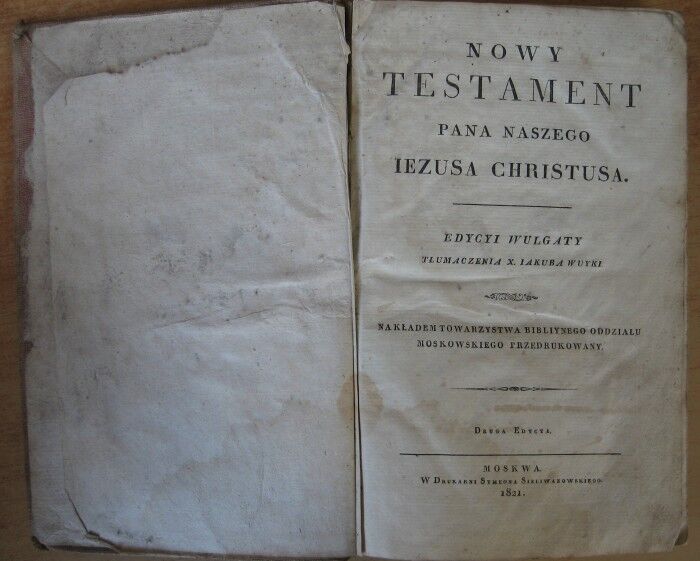 NOWY
TESTAMENT
PANA NASZEGO
IEZUSA CHRISTUSA.
EDYCYI WULGATY
TŁUMACZENIA X. IAKUBA WUYKI
NAKŁADEM TOWARZYSTWA BIBLIYNEGO ODDZIAŁU
MOSKOWSKIEGO PRZEDRUKOWANY.
DRUGA EDYCYA.
MOSKWA.
W DRUKARNI SYMEONA SIELIWANOWSKIEGO.
1821.